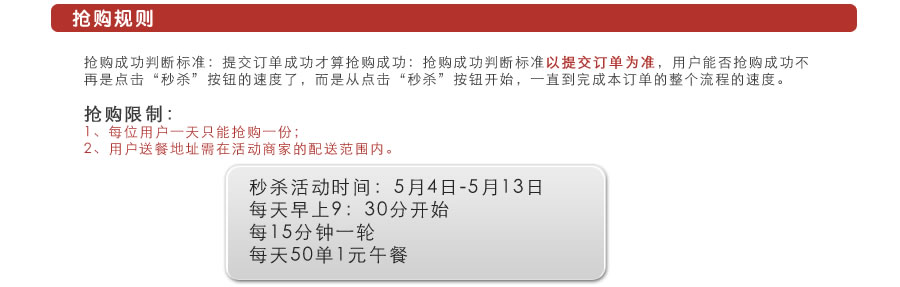 抢购规则
抢购成功判断标准：提交订单成功才算抢购成功：抢购成功判断标准以提交订单为准，用户能否抢购成功不
再是点击“秒杀”按钮的速度了，而是从点击“秒杀”按钮开始，一直到完成本订单的整个流程的速度。
抢购限制：
1、每位用户一天只能抢购一份；
2、用户送餐地址需在活动商家的配送范围内。
秒杀活动时间：5月4日-5月13日
每天早上9：30分开始
每15分钟一轮
每天50单1元午餐